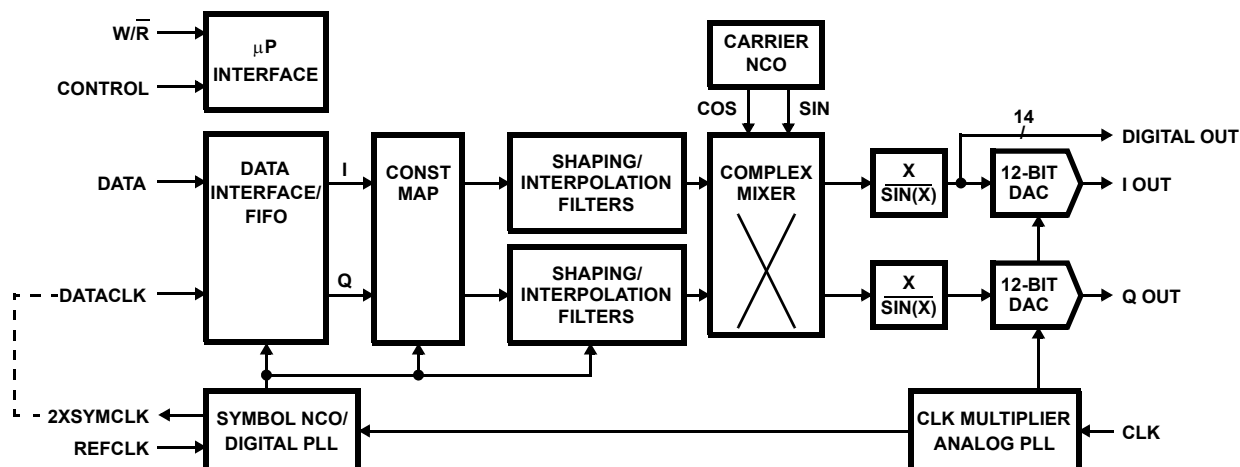 W/R̅
CONTROL
μP
INTERFACE
CARRIER
NCO
COS
SIN
14
DIGITAL OUT
DATA
DATA
INTERFACE/
FIFO
I
CONST
MAP
SHAPING/
INTERPOLATION
FILTERS
COMPLEX
MIXER
X
SIN(X)
12-BIT
DAC
I OUT
DATACLK
Q
SHAPING/
INTERPOLATION
FILTERS
X
SIN(X)
12-BIT
DAC
Q OUT
2XSYMCLK
REFCLK
SYMBOL NCO/
DIGITAL PLL
CLK MULTIPLIER
ANALOG PLL
CLK